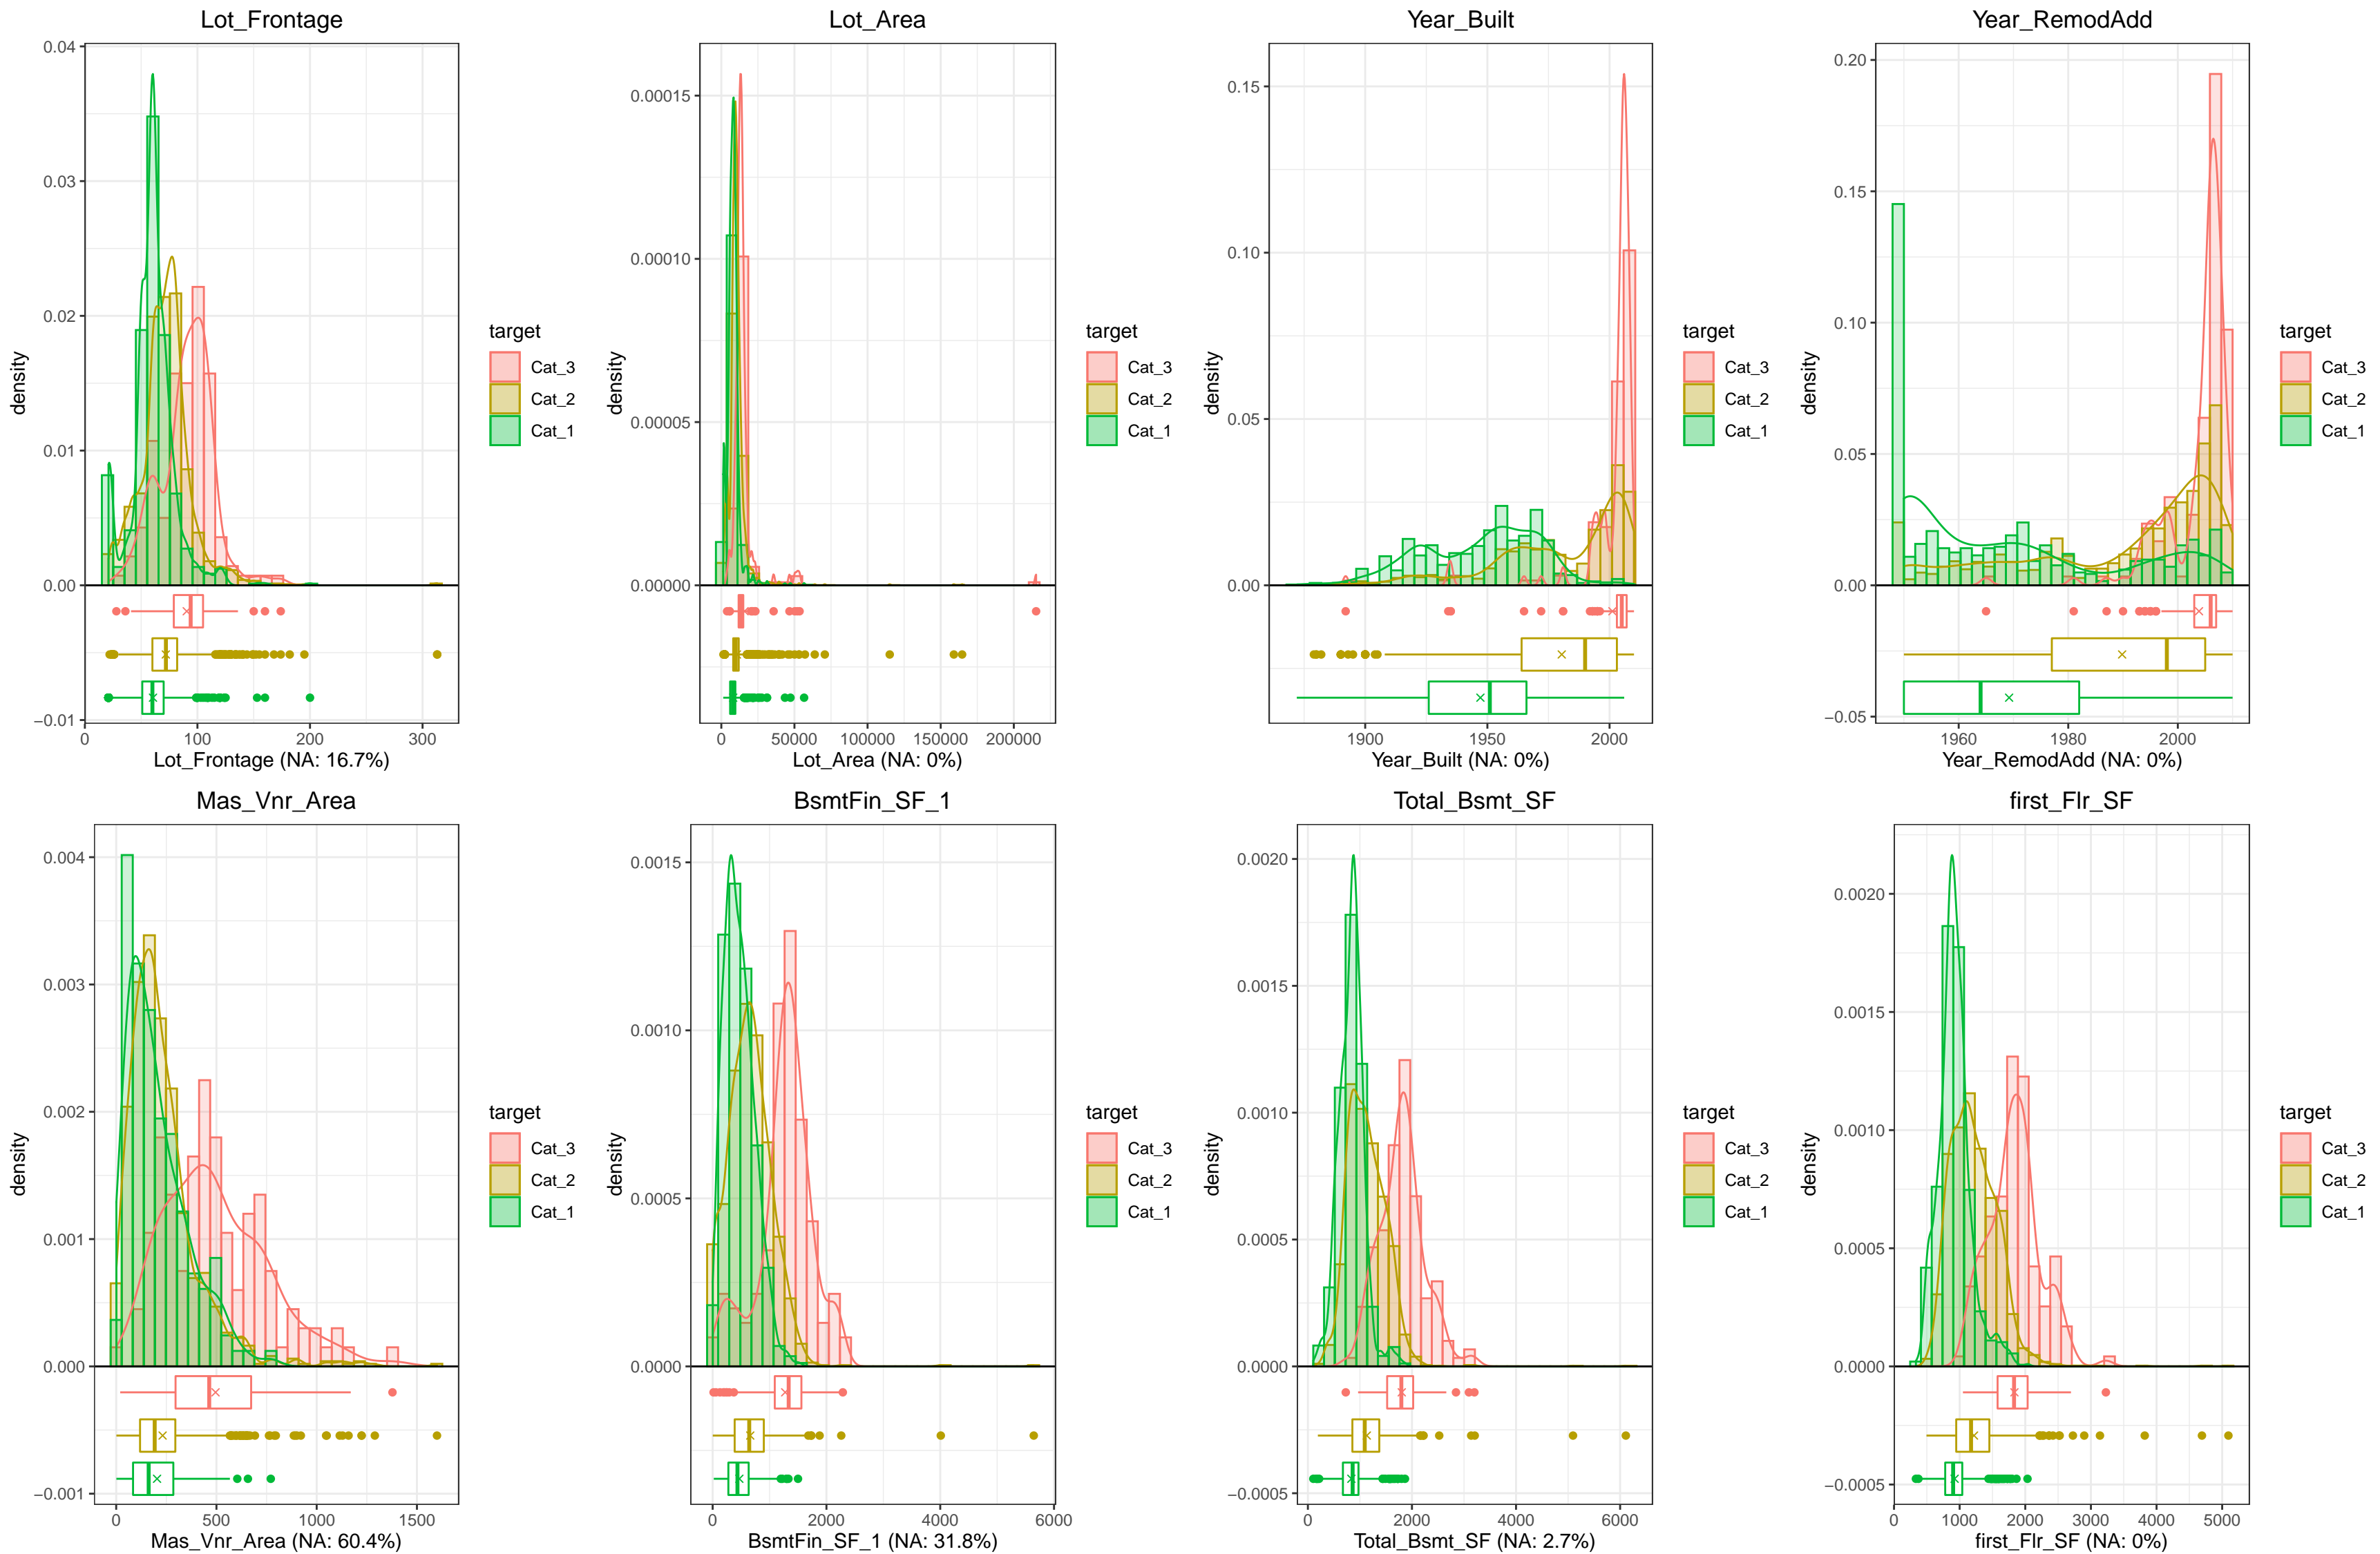 Lot_Frontage
density
0.04
0.03
0.02
0.01
0.00
−0.01
0 100 200 300
Lot_Frontage (NA: 16.7%)
target
Cat_3
Cat_2
Cat_1
Lot_Area
density
0.00015
0.00010
0.00005
0.00000
0 50000 100000 200000
Lot_Area (NA: 0%)
target
Cat_3
Cat_2
Cat_1
Year_Built
density
0.15
0.10
0.05
0.00
1900 1950 2000
Year_Built (NA: 0%)
target
Cat_3
Cat_2
Cat_1
Year_RemodAdd
density
0.20
0.15
0.10
0.05
0.00
−0.05
1960 1980 2000
Year_RemodAdd (NA: 0%)
target
Cat_3
Cat_2
Cat_1
Mas_Vnr_Area
density
0.004
0.003
0.002
0.001
0.000
−0.001
0 500 1000 1500
Mas_Vnr_Area (NA: 60.4%)
target
Cat_3
Cat_2
Cat_1
BsmtFin_SF_1
density
0.0015
0.0010
0.0005
0.0000
0 2000 4000 6000
BsmtFin_SF_1 (NA: 31.8%)
target
Cat_3
Cat_2
Cat_1
Total_Bsmt_SF
density
0.0020
0.0015
0.0010
0.0005
0.0000
−0.0005
0 2000 4000 6000
Total_Bsmt_SF (NA: 2.7%)
target
Cat_3
Cat_2
Cat_1
first_Flr_SF
density
0.0020
0.0015
0.0010
0.0005
0.0000
−0.0005
0 1000 2000 3000 4000 5000
first_Flr_SF (NA: 0%)
target
Cat_3
Cat_2
Cat_1